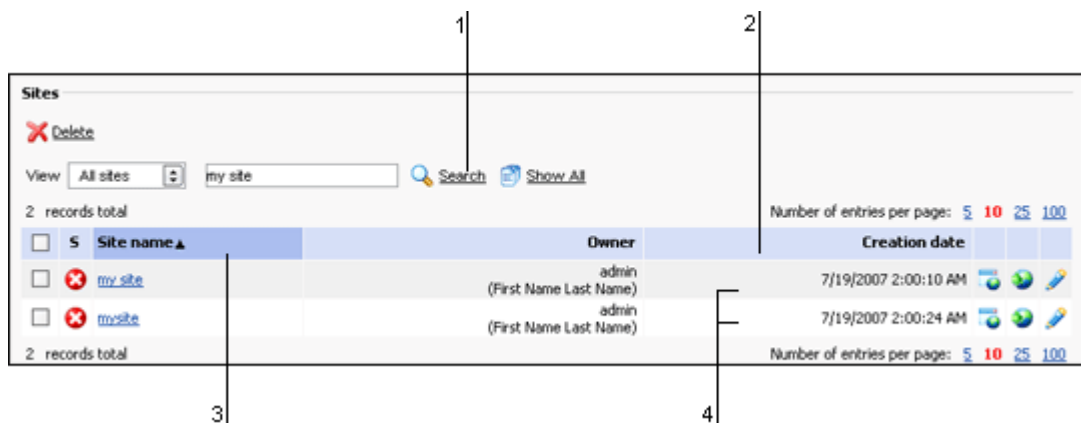 1 2
Sites
Delete
View All sites my site Search Show All
2 records total Number of entries per page: 5 10 25 100
S Site name Owner Creation date
my site admin (First Name Last Name) 7/19/2007 2:00:10 AM
mysite admin (First Name Last Name) 7/19/2007 2:00:24 AM
2 records total Number of entries per page: 5 10 25 100
3 4